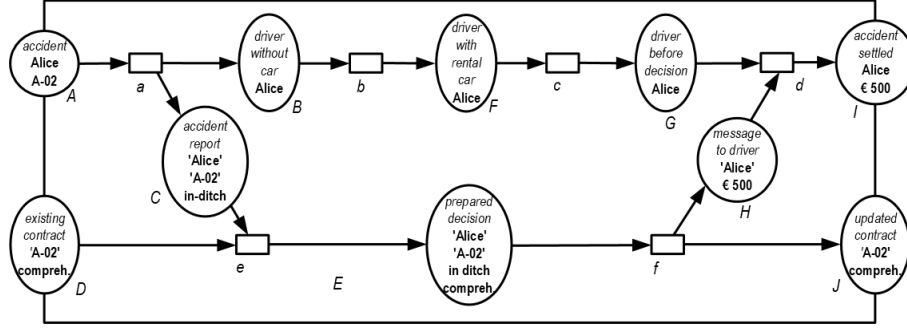 accident
Alice
A-02
A
a
driver
without
car
Alice
B
b
driver
with
rental
car
Alice
F
c
driver
before
decision
Alice
G
d
accident
settled
Alice
€ 500
I
accident
report
'Alice'
'A-02'
in-ditch
C
message
to driver
'Alice'
€ 500
H
existing
contract
'A-02'
compreh.
D
e
E
prepared
decision
'Alice'
'A-02'
in ditch
compreh.
f
updated
contract
'A-02'
compreh.
J